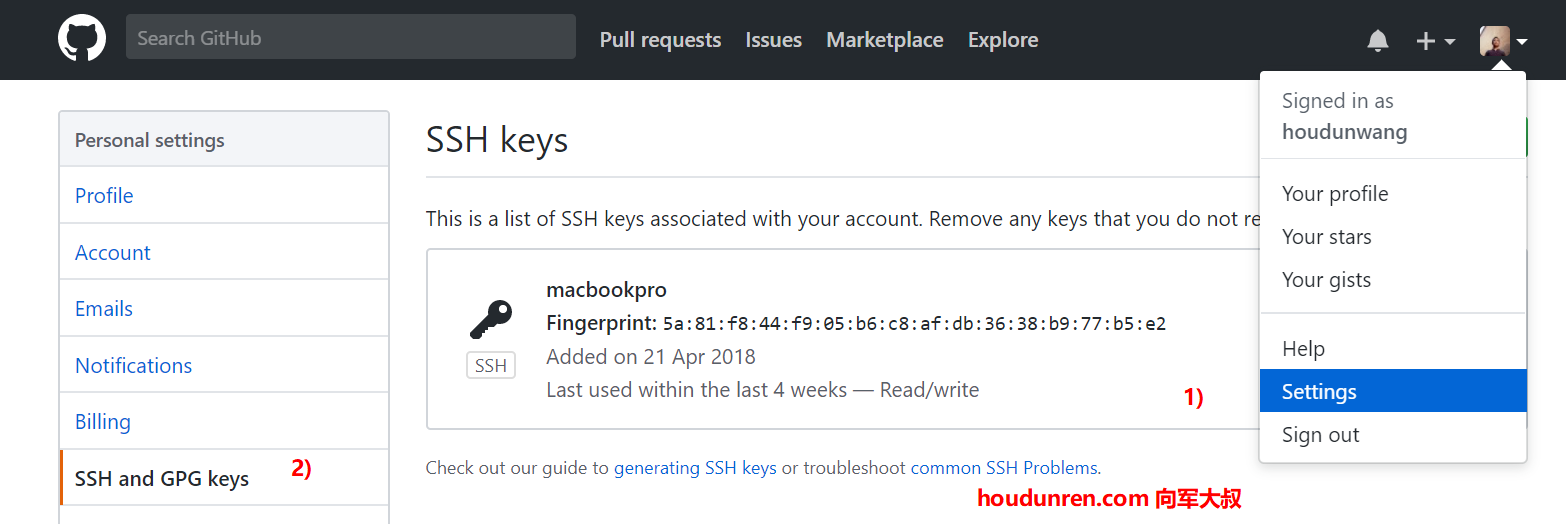 Search GitHub
Pull requests
Issues
Marketplace
Explore
Signed in as
houdunwang
Your profile
Your stars
Your gists
Help
Settings
Sign out
Personal settings
Profile
Account
Emails
Notifications
Billing
SSH and GPG keys
2)
SSH keys
This is a list of SSH keys associated with your account. Remove any keys that you do not re
macbookpro
Fingerprint: 5a:81:f8:44:f9:05:b6:c8:af:db:36:38:b9:77:b5:e2
SSH
Added on 21 Apr 2018
Last used within the last 4 weeks — Read/write
1)
Check out our guide to generating SSH keys or troubleshoot common SSH Problems.
houdunren.com 向军大叔